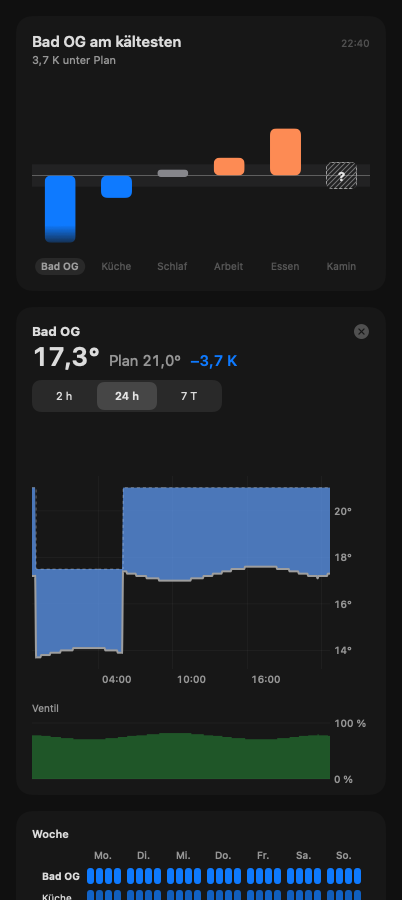 Bad OG am kältesten
22:40
3,7 K unter Plan
?
Bad OG Küche Schlaf Arbeit Essen Kamin
Bad OG
17,3° Plan 21,0° −3,7 K
2 h 24 h 7 T
20°
18°
16°
14°
04:00 10:00 16:00
Ventil
100 %
0 %
Woche
Mo. Di. Mi. Do. Fr. Sa. So.
Bad OG
Küche